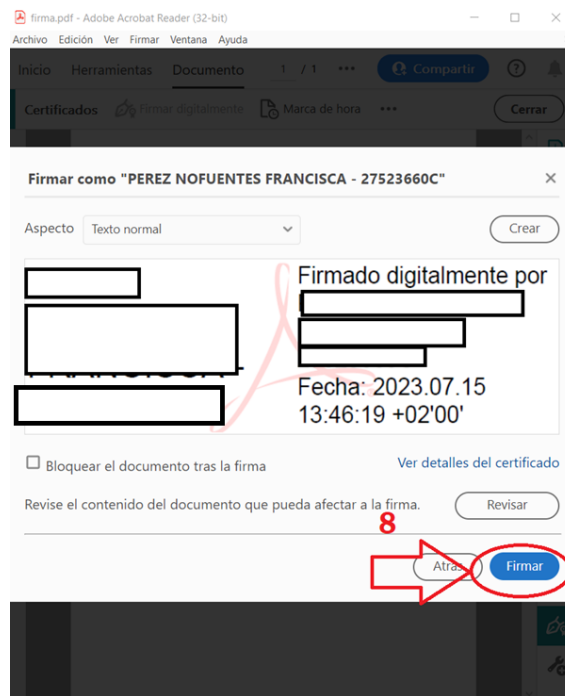 firma.pdf - Adobe Acrobat Reader (32-bit)
Archivo Edición Ver Firmar Ventana Ayuda
Inicio Herramientas Documento 1 / 1 ••• Compartir ?
Certificados Firmar digitalmente Marca de hora ••• Cerrar
Firmar como "PEREZ NOFUENTES FRANCISCA - 27523660C"
Aspecto Texto normal Crear
Firmado digitalmente por
Fecha: 2023.07.15
13:46:19 +02'00'
Bloquear el documento tras la firma Ver detalles del certificado
Revise el contenido del documento que pueda afectar a la firma. Revisar
8
Atrás Firmar